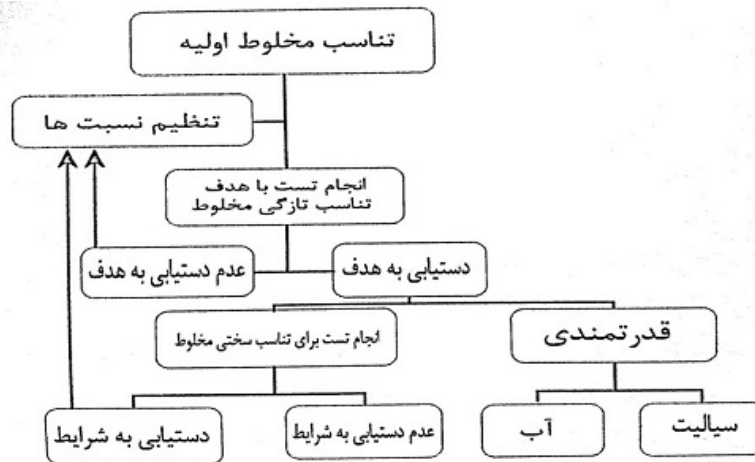 تناسب مخلوط اولیه
تنظیم نسبت ها
انجام تست با هدف
تناسب تازگی مخلوط
عدم دستیابی به هدف
دستیابی به هدف
انجام تست برای تناسب سختی مخلوط
قدرتمندی
دستیابی به شرایط
عدم دستیابی به شرایط
آب
سیالیت